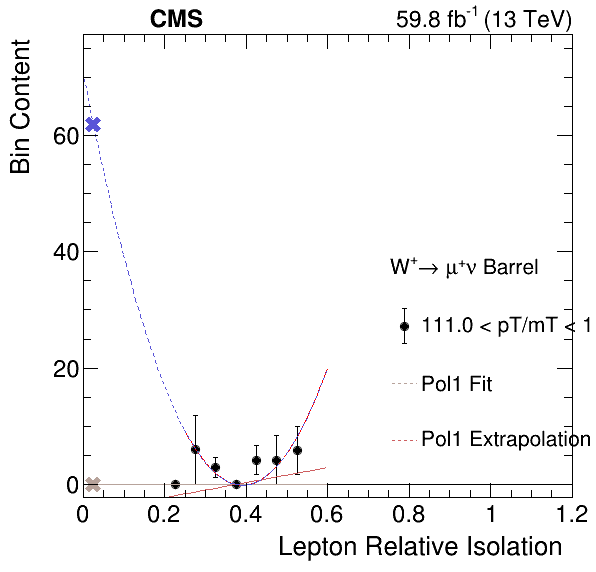 CMS 59.8 fb⁻¹ (13 TeV)
Bin Content
60
40
20
0
W⁺→ μ⁺ν Barrel
111.0 < pT/mT < 1
Pol1 Fit
Pol1 Extrapolation
0 0.2 0.4 0.6 0.8 1 1.2
Lepton Relative Isolation